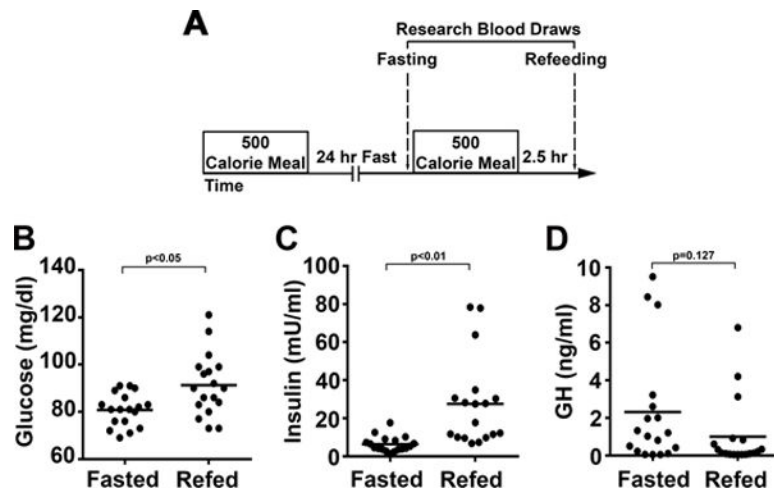 A
Research Blood Draws
Fasting Refeeding
500
Calorie Meal
24 hr Fast
500
Calorie Meal
2.5 hr
Time
B
p<0.05
Glucose (mg/dl)
140
120
100
80
60
Fasted Refed
C
p<0.01
Insulin (mU/ml)
100
80
60
40
20
0
Fasted Refed
D
p=0.127
GH (ng/ml)
10
8
6
4
2
0
Fasted Refed